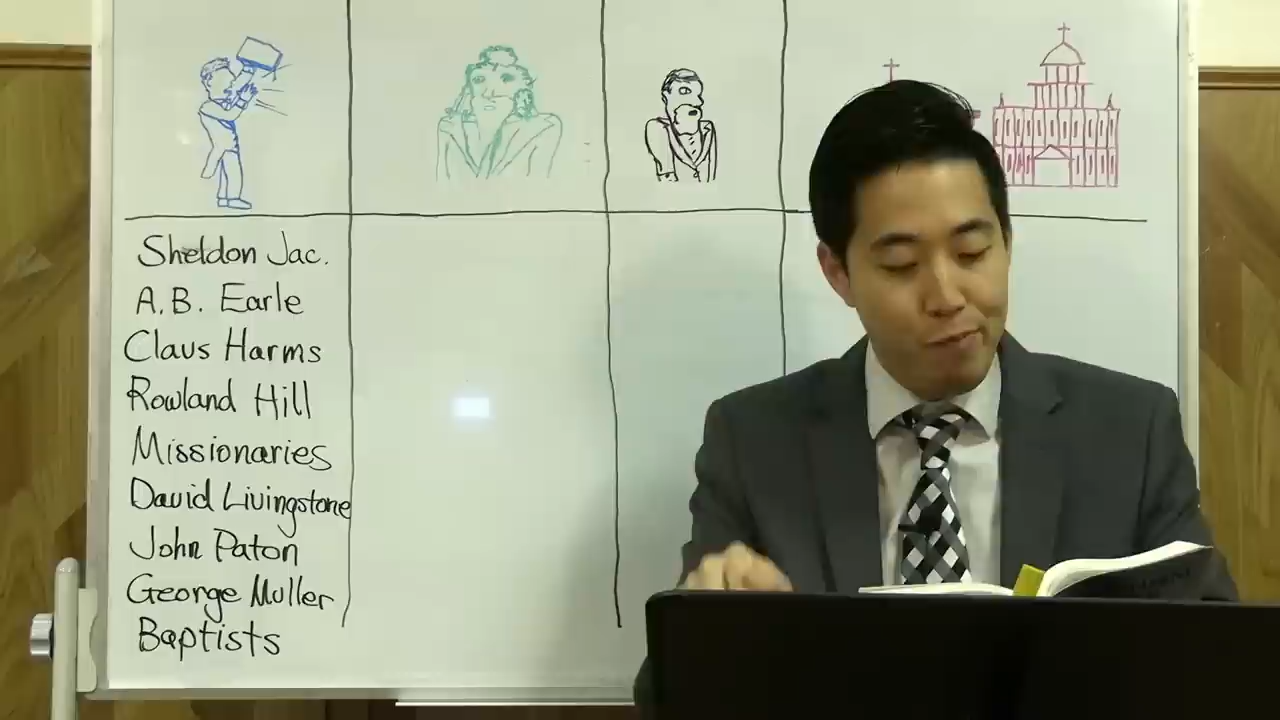 Sheldon Jac.
A.B. Earle
Claus Harms
Rowland Hill
Missionaries
David Livingstone
John Paton
George Muller
Baptists